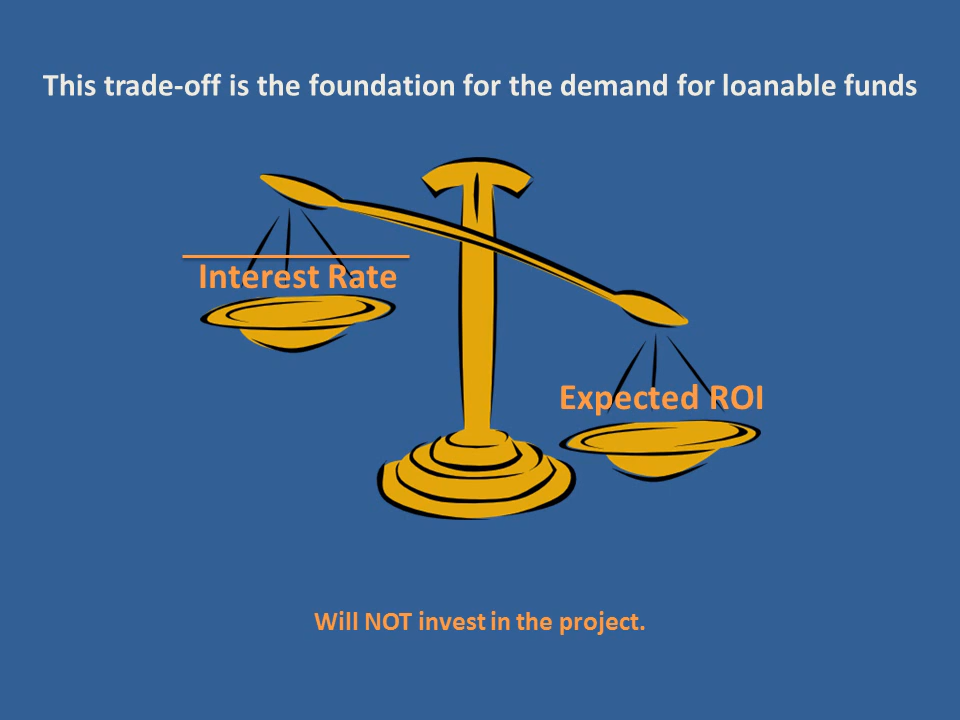 This trade-off is the foundation for the demand for loanable funds
Interest Rate
Expected ROI
Will NOT invest in the project.